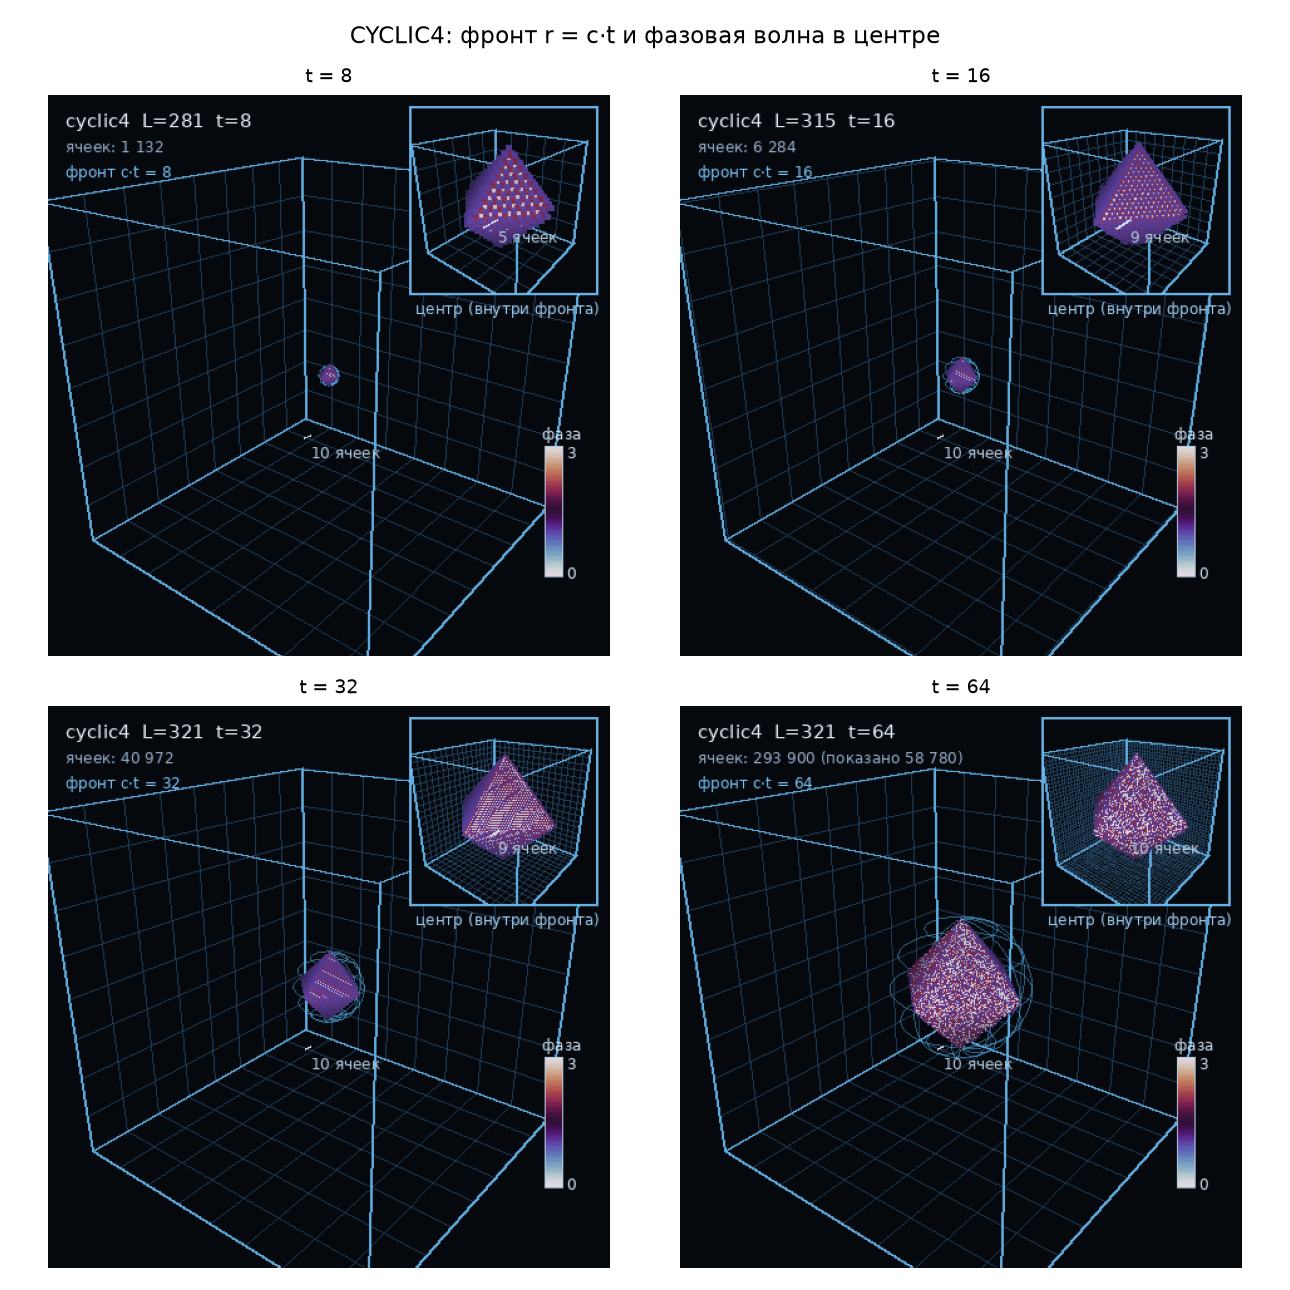 CYCLIC4: фронт r = c·t и фазовая волна в центре
t = 8
cyclic4 L=281 t=8
ячеек: 1 132
фронт c·t = 8
5 ячеек
центр (внутри фронта)
10 ячеек
фаза
3
0
t = 16
cyclic4 L=315 t=16
ячеек: 6 284
фронт c·t = 16
9 ячеек
центр (внутри фронта)
10 ячеек
фаза
3
0
t = 32
cyclic4 L=321 t=32
ячеек: 40 972
фронт c·t = 32
9 ячеек
центр (внутри фронта)
10 ячеек
фаза
3
0
t = 64
cyclic4 L=321 t=64
ячеек: 293 900 (показано 58 780)
фронт c·t = 64
10 ячеек
центр (внутри фронта)
10 ячеек
фаза
3
0